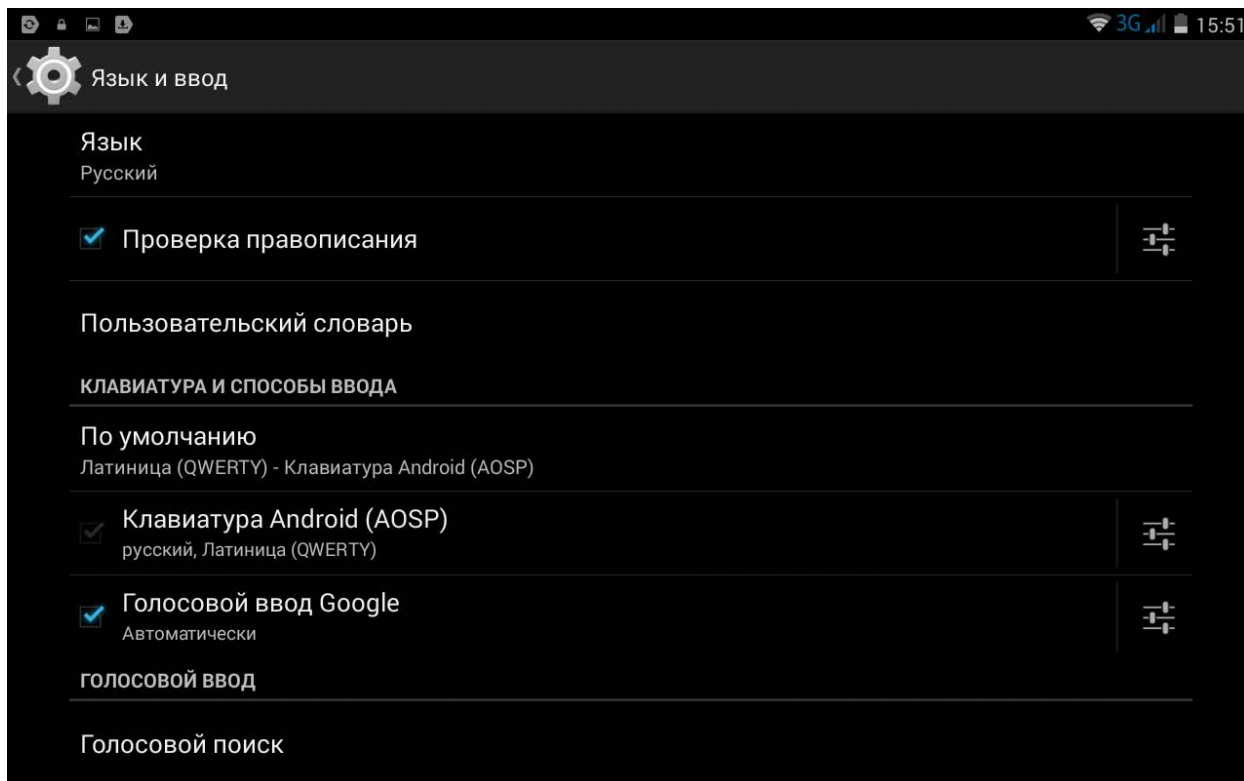 3G 15:51
Язык и ввод
Язык
Русский
Проверка правописания
Пользовательский словарь
КЛАВИАТУРА И СПОСОБЫ ВВОДА
По умолчанию
Латиница (QWERTY) - Клавиатура Android (AOSP)
Клавиатура Android (AOSP)
русский, Латиница (QWERTY)
Голосовой ввод Google
Автоматически
ГОЛОСОВОЙ ВВОД
Голосовой поиск